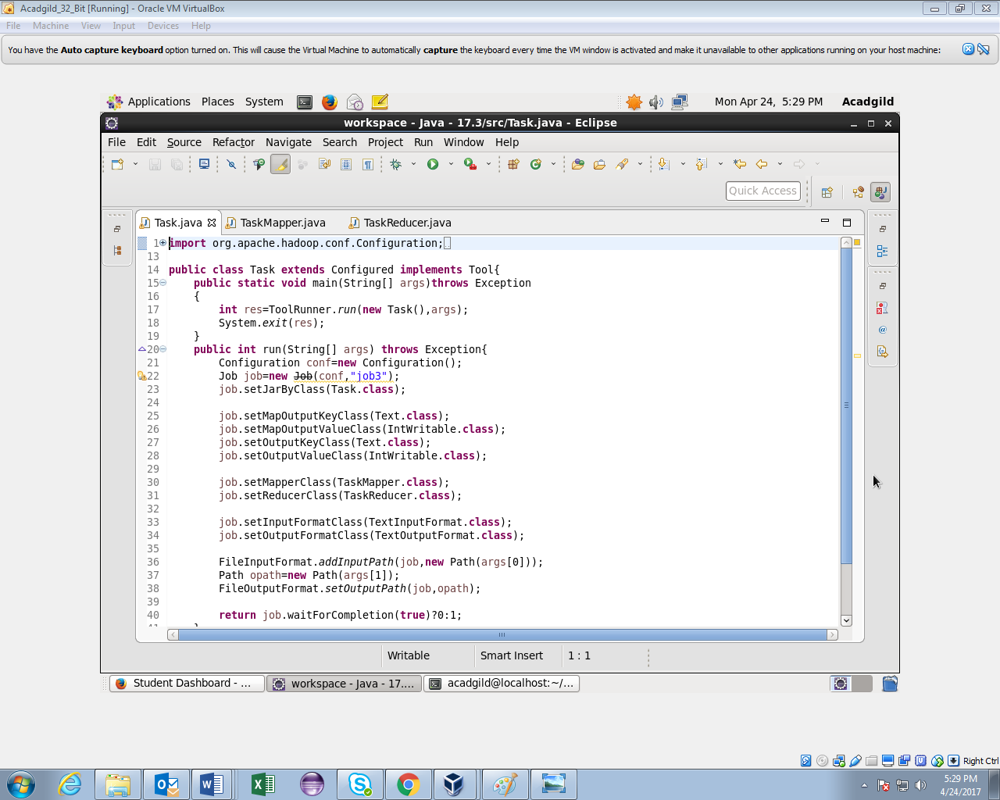 Acadgild_32_Bit [Running] - Oracle VM VirtualBox
File Machine View Input Devices Help
You have the Auto capture keyboard option turned on. This will cause the Virtual Machine to automatically capture the keyboard every time the VM window is activated and make it unavailable to other applications running on your host machine:
Applications Places System Mon Apr 24, 5:29 PM Acadgild
workspace - Java - 17.3/src/Task.java - Eclipse
File Edit Source Refactor Navigate Search Project Run Window Help
Quick Access
Task.java TaskMapper.java TaskReducer.java
1 import org.apache.hadoop.conf.Configuration;
13
14 public class Task extends Configured implements Tool{
15 public static void main(String[] args)throws Exception
16 {
17 int res=ToolRunner.run(new Task(),args);
18 System.exit(res);
19 }
20 public int run(String[] args) throws Exception{
21 Configuration conf=new Configuration();
22 Job job=new Job(conf,"job3");
23 job.setJarByClass(Task.class);
24
25 job.setMapOutputKeyClass(Text.class);
26 job.setMapOutputValueClass(IntWritable.class);
27 job.setOutputKeyClass(Text.class);
28 job.setOutputValueClass(IntWritable.class);
29
30 job.setMapperClass(TaskMapper.class);
31 job.setReducerClass(TaskReducer.class);
32
33 job.setInputFormatClass(TextInputFormat.class);
34 job.setOutputFormatClass(TextOutputFormat.class);
35
36 FileInputFormat.addInputPath(job,new Path(args[0]));
37 Path opath=new Path(args[1]);
38 FileOutputFormat.setOutputPath(job,opath);
39
40 return job.waitForCompletion(true)?0:1;
41 }
Writable Smart Insert 1 : 1
Student Dashboard - ... workspace - Java - 17.... acadgild@localhost:~/...
Right Ctrl
5:29 PM
4/24/2017